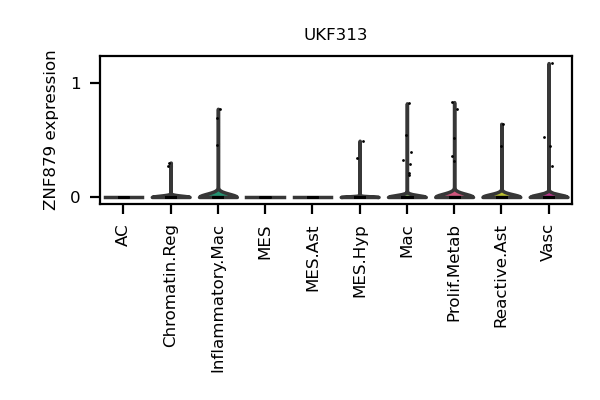 UKF313
ZNF879 expression
1
0
AC
Chromatin.Reg
Inflammatory.Mac
MES
MES.Ast
MES.Hyp
Mac
Prolif.Metab
Reactive.Ast
Vasc